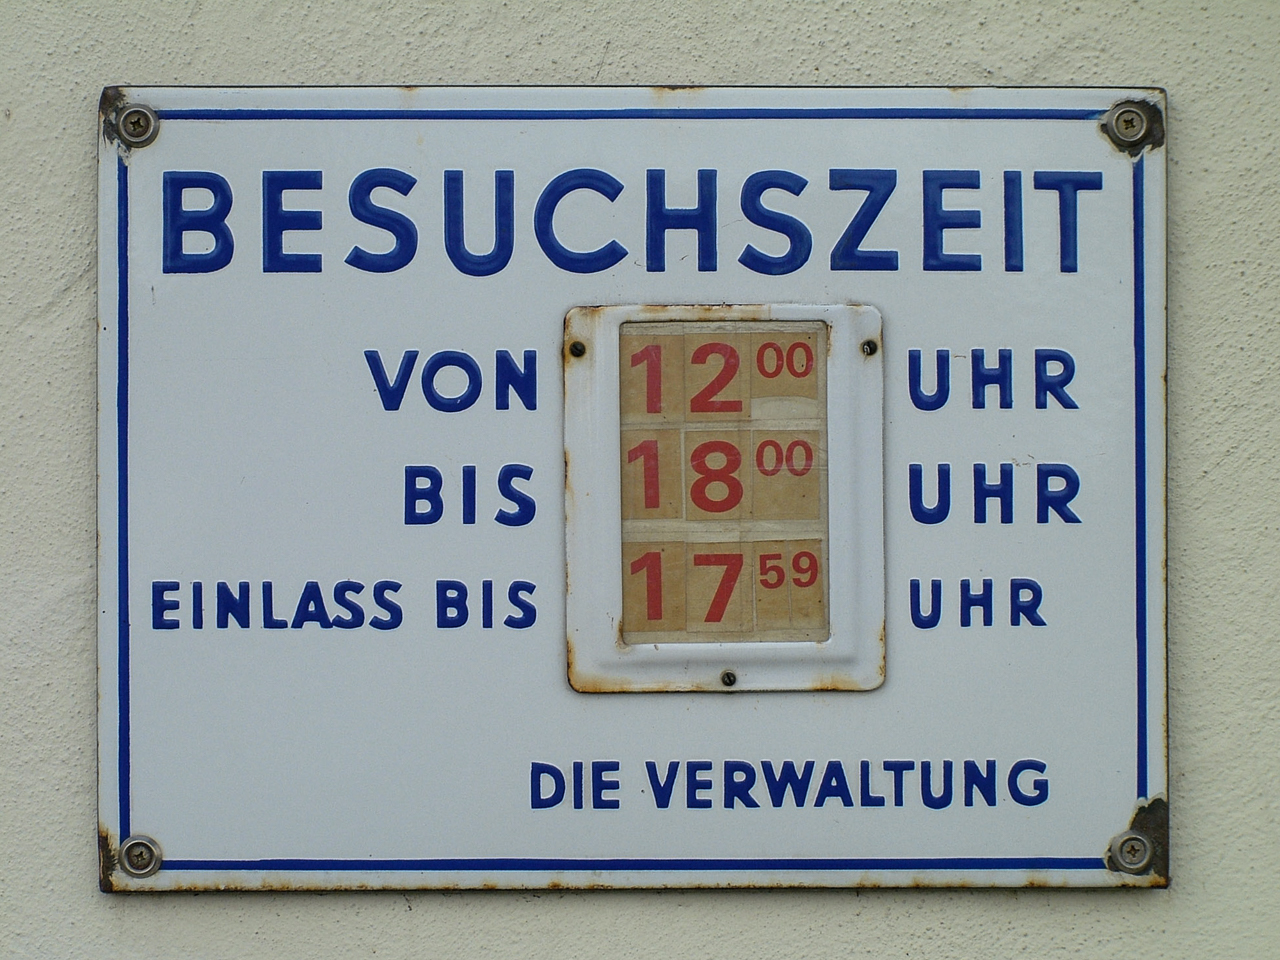 BESUCHSZEIT
VON 12 00 UHR
BIS 18 00 UHR
EINLASS BIS 17 59 UHR
DIE VERWALTUNG